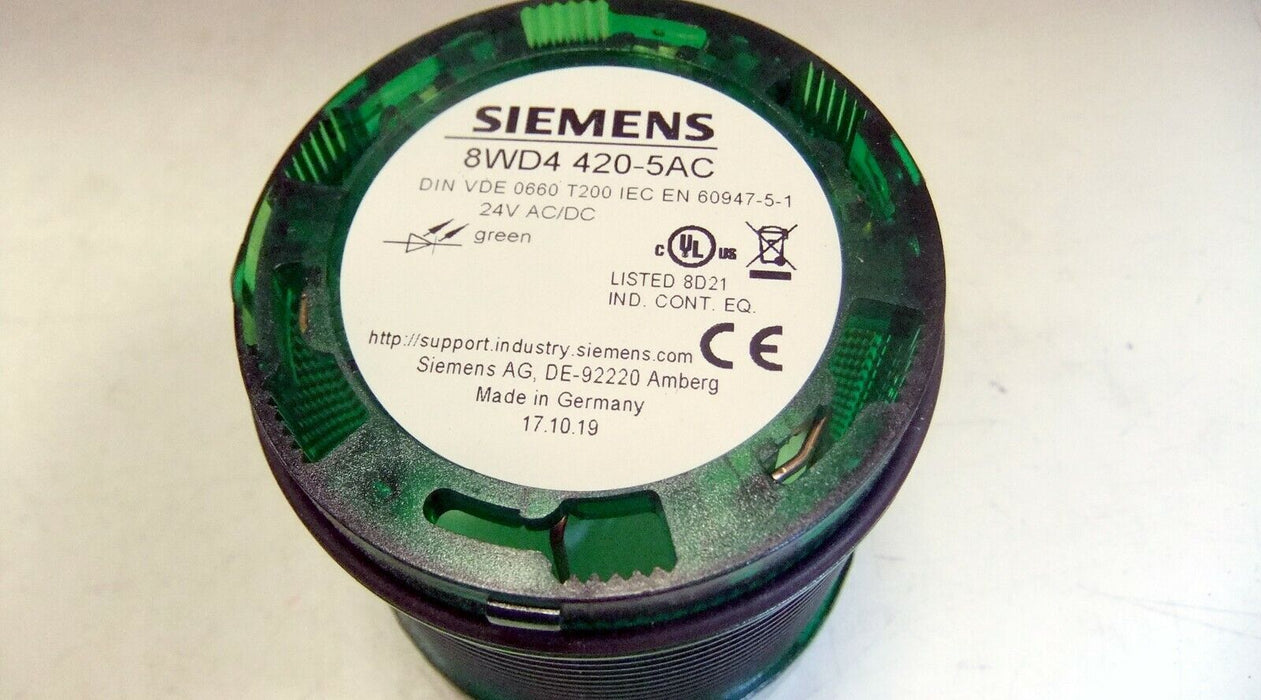 SIEMENS
8WD4 420-5AC
DIN VDE 0660 T200 IEC EN 60947-5-1
24V AC/DC
green
C UL US
LISTED 8D21
IND. CONT. EQ.
CE
http://support.industry.siemens.com
Siemens AG, DE-92220 Amberg
Made in Germany
17.10.19